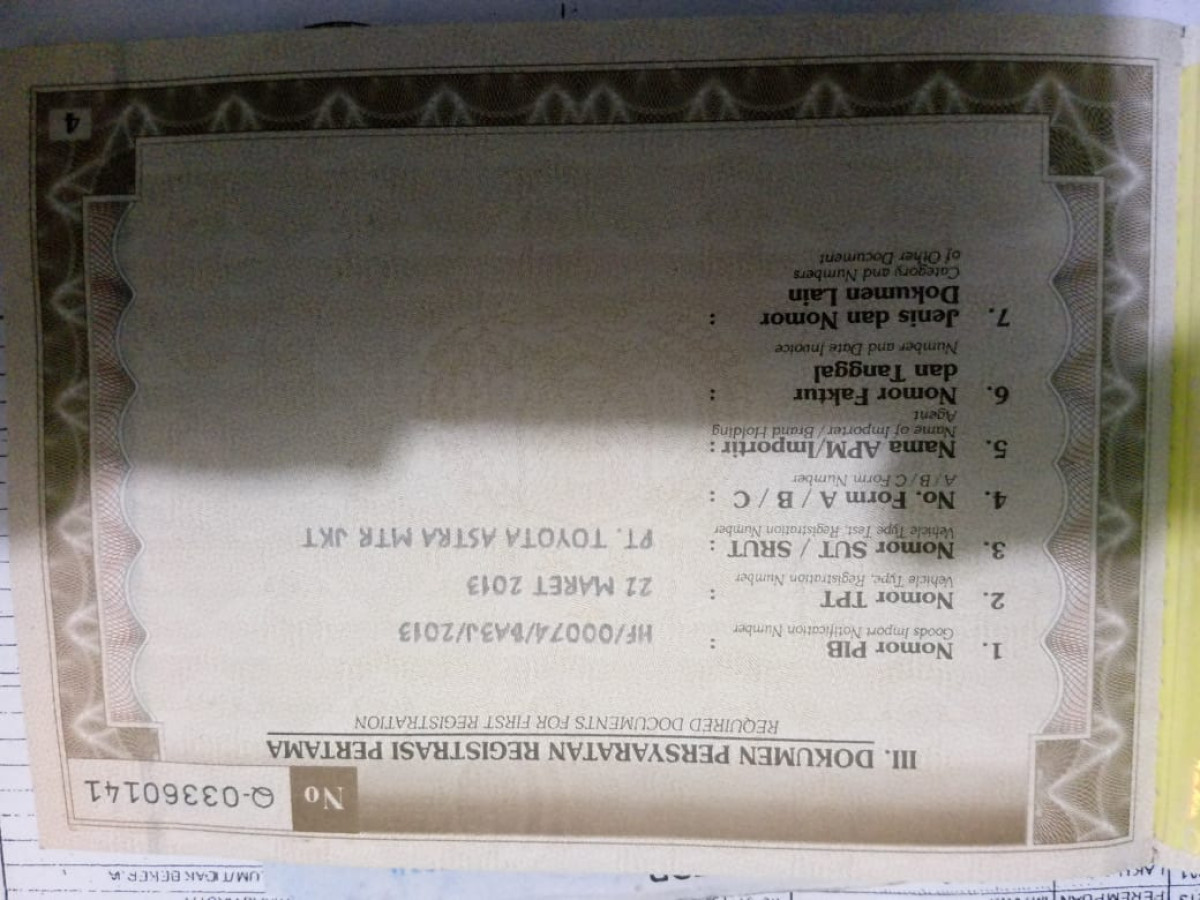 No Q-03360141
III. DOKUMEN PERSYARATAN REGISTRASI PERTAMA
REQUIRED DOCUMENTS FOR FIRST REGISTRATION
1. Nomor PIB : HF/00074/BA3J/2013
Goods Import Notification Number
2. Nomor TPT : 22 MARET 2013
Vehicle Type, Registration Number
3. Nomor SUT / SRUT : PT. TOYOTA ASTRA MTR JKT
Vehicle Type Test, Registration Number
4. No. Form A / B / C :
A / B / C Form Number
5. Nama APM/Importir :
Name of Importer / Brand Holding
Agent
6. Nomor Faktur :
dan Tanggal
Number and Date Invoice
7. Jenis dan Nomor :
Dokumen Lain
Category and Numbers
of Other Document
4